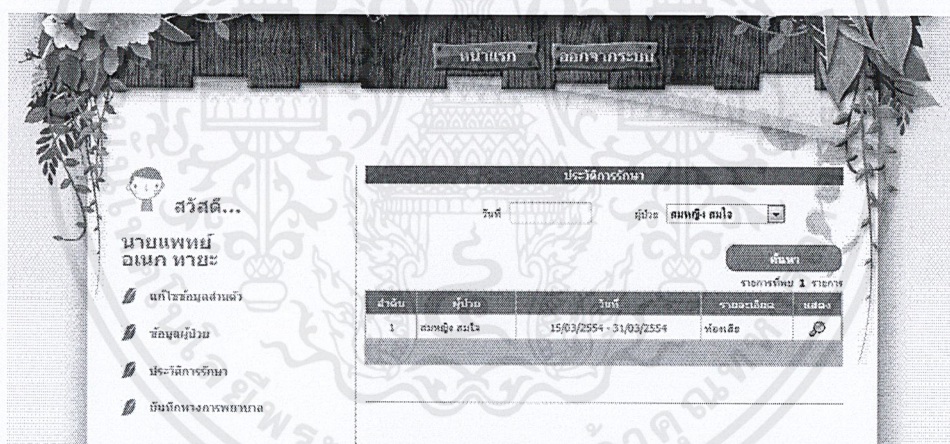 หน้าแรก ออกจากระบบ
สวัสดี...
นายแพทย์
อเนก ทายะ
แก้ไขข้อมูลส่วนตัว
ข้อมูลผู้ป่วย
ประวัติการรักษา
บันทึกทางการพยาบาล
ประวัติการรักษา
วันที่ ผู้ป่วย สมหญิง สมใจ
ค้นหา
รายการที่พบ 1 รายการ
ลำดับ ผู้ป่วย วันที่ รายละเอียด แสดง
1 สมหญิง สมใจ 15/03/2554 - 31/03/2554 ท้องเสีย